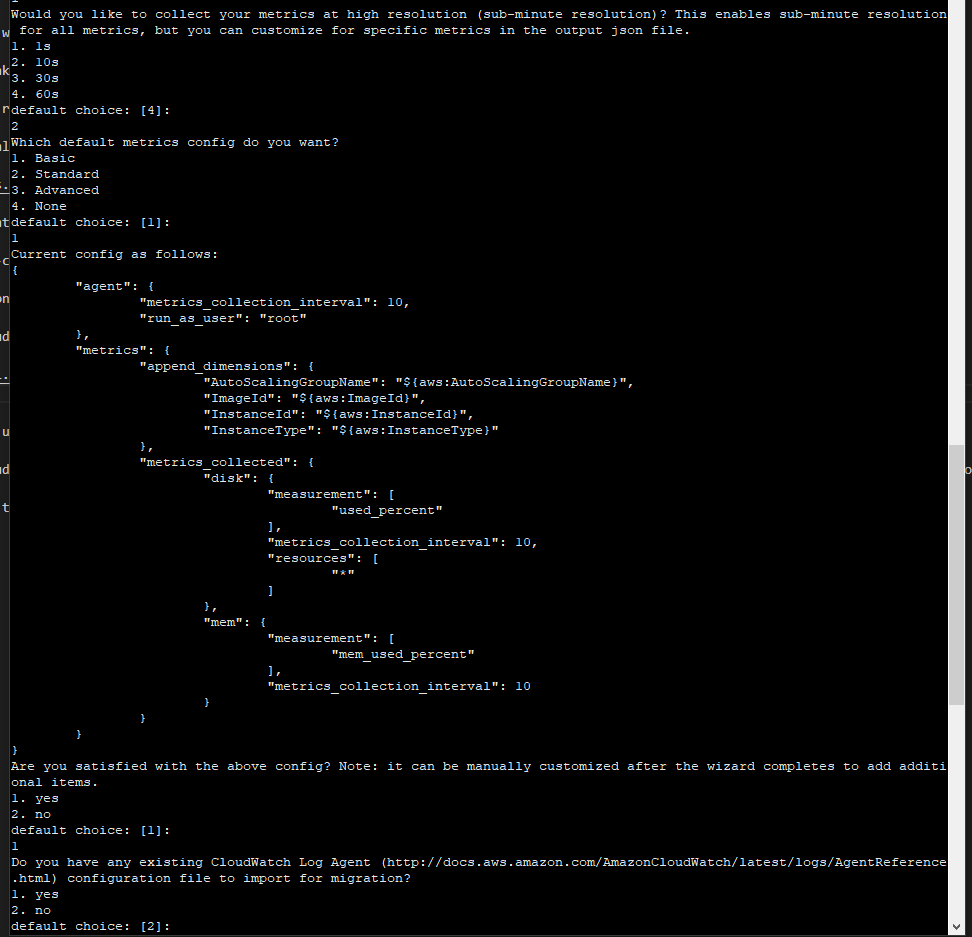 Would you like to collect your metrics at high resolution (sub-minute resolution)? This enables sub-minute resolution
 for all metrics, but you can customize for specific metrics in the output json file.
1. 1s
2. 10s
3. 30s
4. 60s
default choice: [4]:
2
Which default metrics config do you want?
1. Basic
2. Standard
3. Advanced
4. None
default choice: [1]:
1
Current config as follows:
{
        "agent": {
                "metrics_collection_interval": 10,
                "run_as_user": "root"
        },
        "metrics": {
                "append_dimensions": {
                        "AutoScalingGroupName": "${aws:AutoScalingGroupName}",
                        "ImageId": "${aws:ImageId}",
                        "InstanceId": "${aws:InstanceId}",
                        "InstanceType": "${aws:InstanceType}"
                },
                "metrics_collected": {
                        "disk": {
                                "measurement": [
                                        "used_percent"
                                ],
                                "metrics_collection_interval": 10,
                                "resources": [
                                        "*"
                                ]
                        },
                        "mem": {
                                "measurement": [
                                        "mem_used_percent"
                                ],
                                "metrics_collection_interval": 10
                        }
                }
        }
}
Are you satisfied with the above config? Note: it can be manually customized after the wizard completes to add additi
onal items.
1. yes
2. no
default choice: [1]:
1
Do you have any existing CloudWatch Log Agent (http://docs.aws.amazon.com/AmazonCloudWatch/latest/logs/AgentReference
.html) configuration file to import for migration?
1. yes
2. no
default choice: [2]: